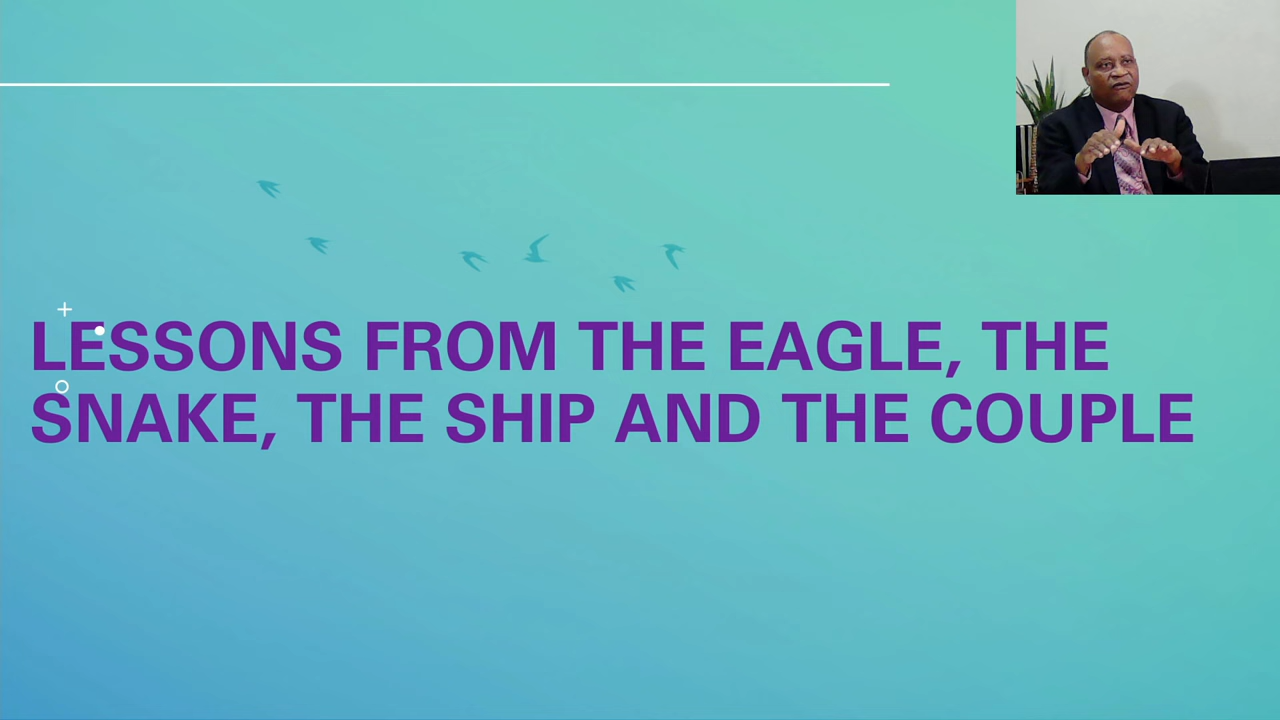 LESSONS FROM THE EAGLE, THE
SNAKE, THE SHIP AND THE COUPLE